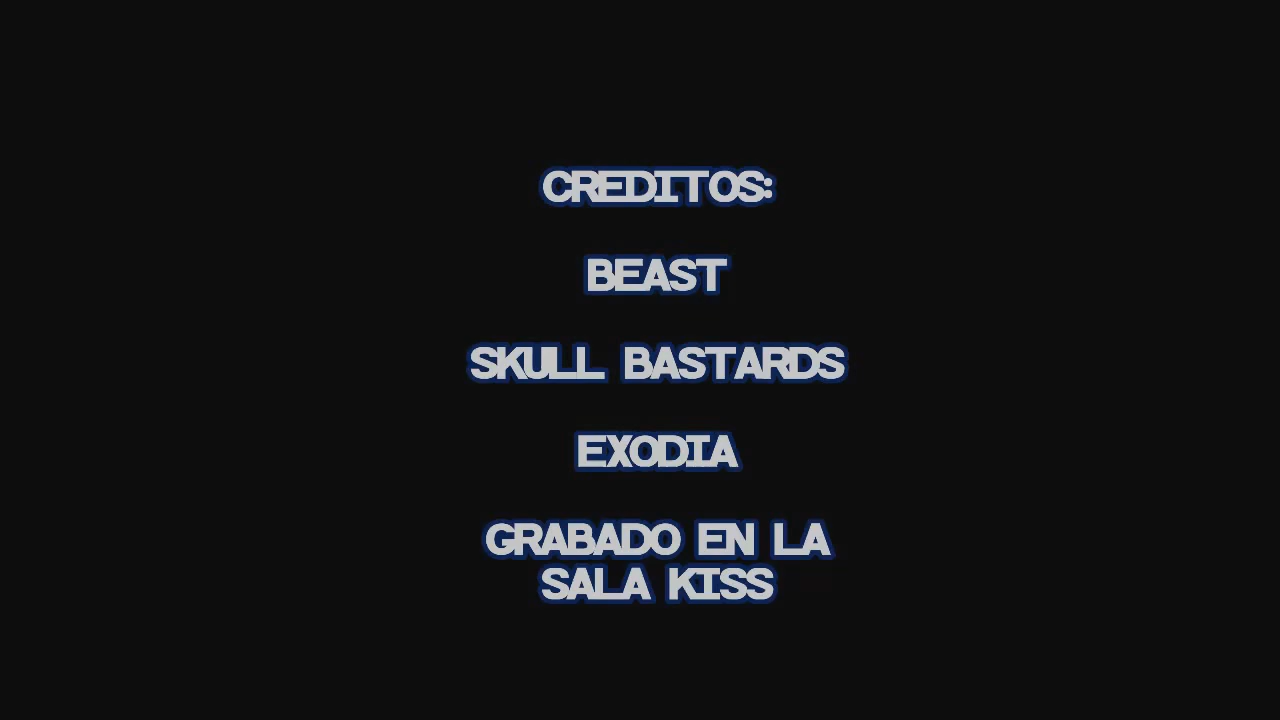 CREDITOS:
BEAST
SKULL BASTARDS
EXODIA
GRABADO EN LA
SALA KISS